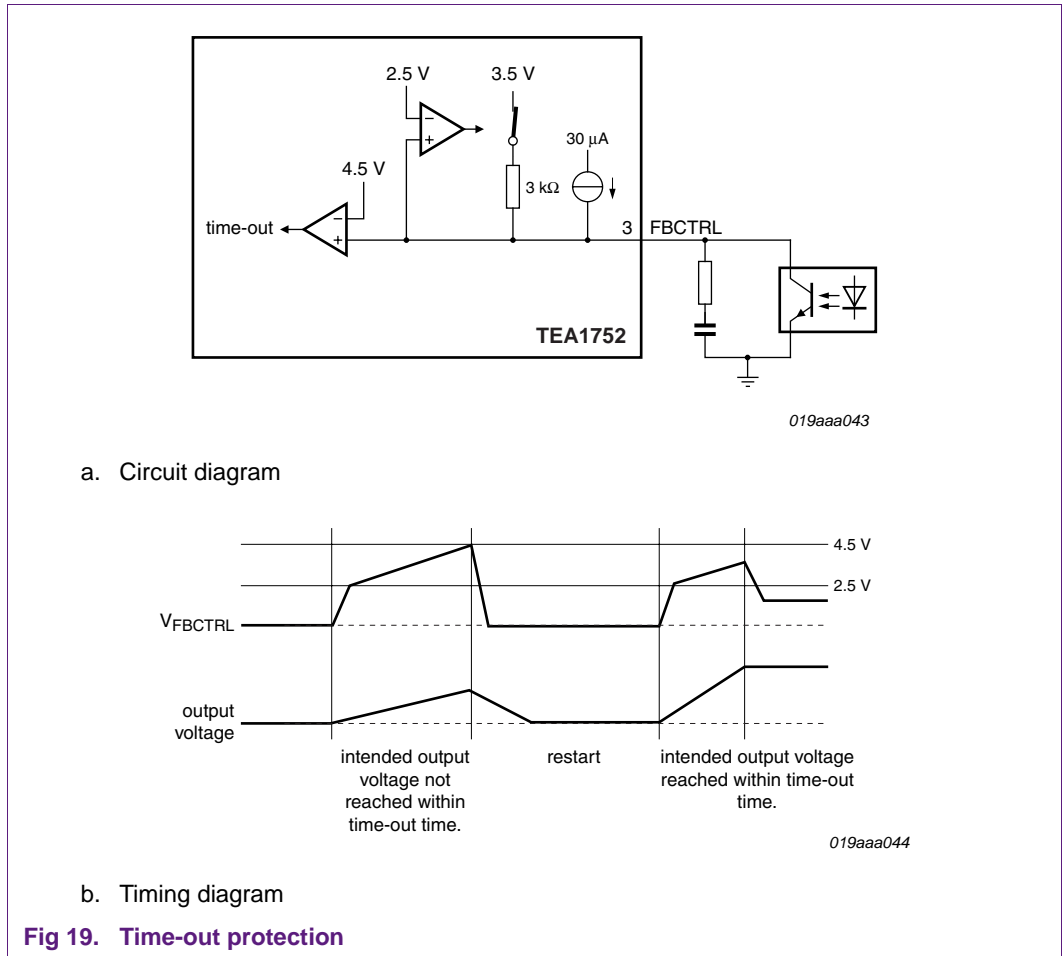 2.5 V 3.5 V
30 μA
4.5 V
3 kΩ
time-out
3 FBCTRL
TEA1752
019aaa043
a. Circuit diagram
4.5 V
2.5 V
VFBCTRL
output
voltage
intended output
voltage not
reached within
time-out time.
restart
intended output voltage
reached within time-out
time.
019aaa044
b. Timing diagram
Fig 19. Time-out protection